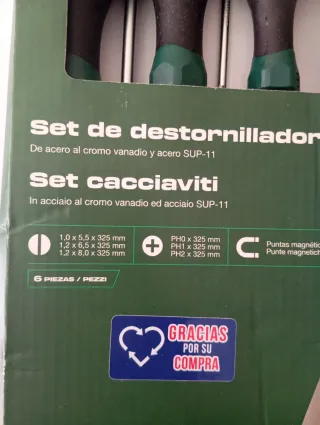 Set de destornillador
De acero al cromo vanadio y acero SUP-11
Set cacciaviti
In acciaio al cromo vanadio ed acciaio SUP-11
1,0 x 5,5 x 325 mm
1,2 x 6,5 x 325 mm
1,2 x 8,0 x 325 mm
PH0 x 325 mm
PH1 x 325 mm
PH2 x 325 mm
Puntas magnétic
Punte magnetich
6 PIEZAS / PEZZI
GRACIAS
POR SU
COMPRA